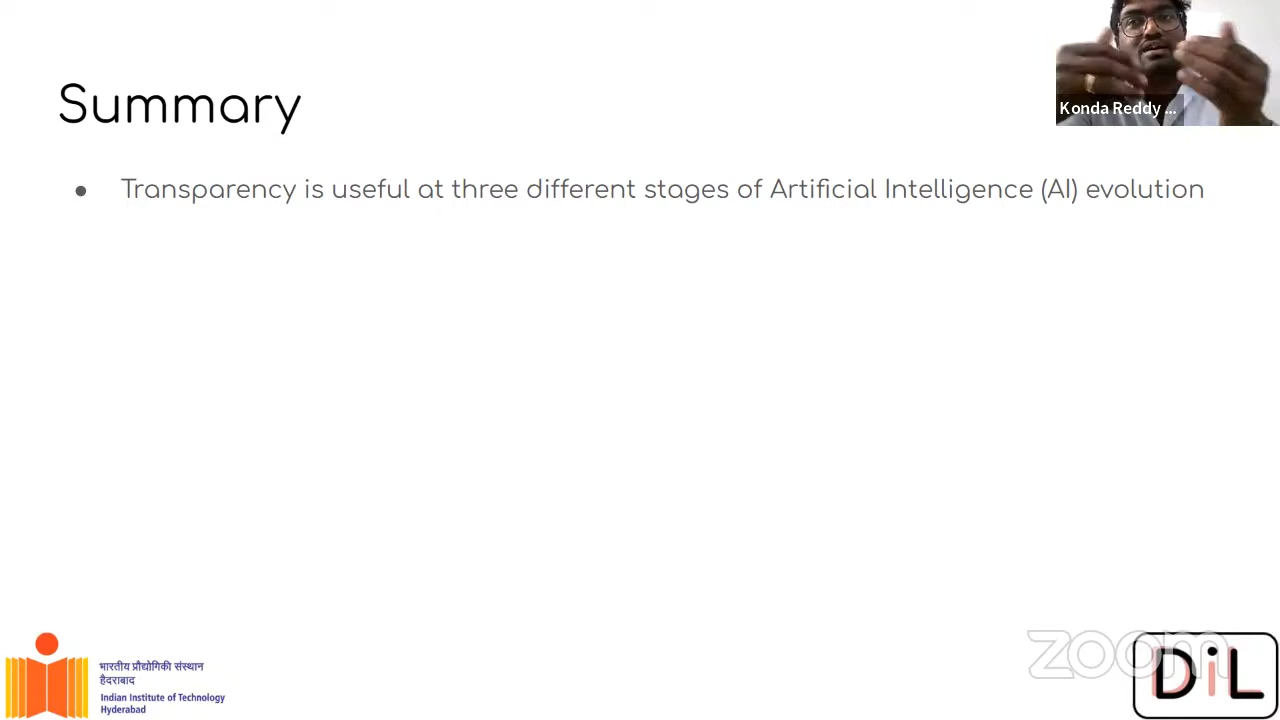 Summary
Konda Reddy ...
● Transparency is useful at three different stages of Artificial Intelligence (AI) evolution
भारतीय प्रौद्योगिकी संस्थान
हैदराबाद
Indian Institute of Technology
Hyderabad
zoom
DiL